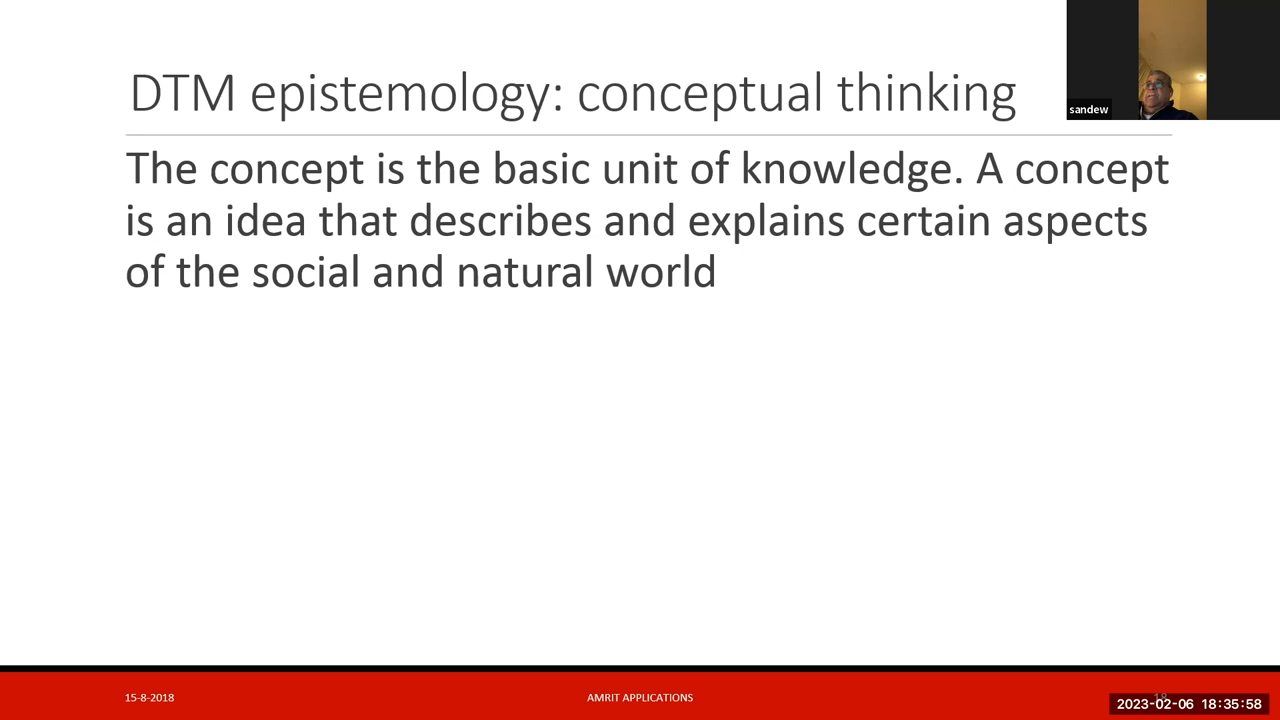 DTM epistemology: conceptual thinking
sandew
The concept is the basic unit of knowledge. A concept
is an idea that describes and explains certain aspects
of the social and natural world
15-8-2018
AMRIT APPLICATIONS
2023-02-06 18:35:58